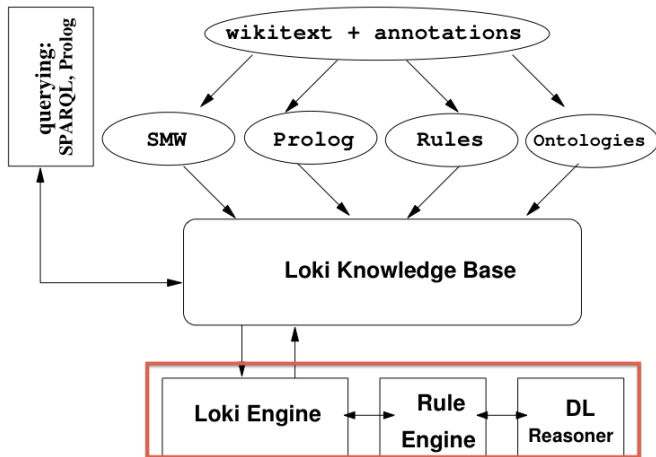 querying:
SPARQL, Prolog
wikitext + annotations
SMW
Prolog
Rules
Ontologies
Loki Knowledge Base
Loki Engine
Rule
Engine
DL
Reasoner